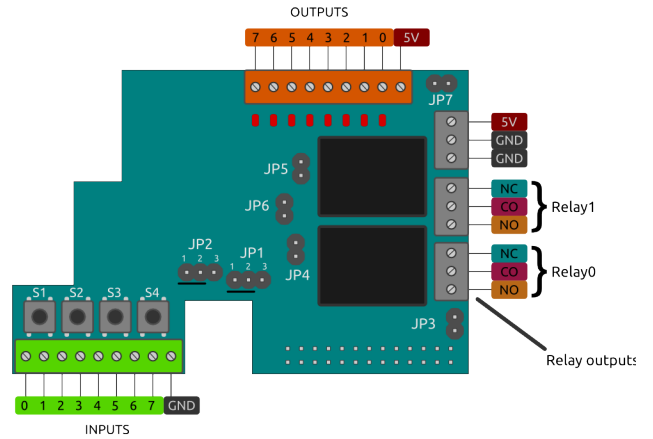 OUTPUTS
7 6 5 4 3 2 1 0 5V
JP7
5V
GND
GND
JP5
NC
CO
NO
Relay1
JP6
JP2
1 2 3
JP1
1 2 3
JP4
NC
CO
NO
Relay0
S1 S2 S3 S4
JP3
Relay outputs
0 1 2 3 4 5 6 7 GND
INPUTS